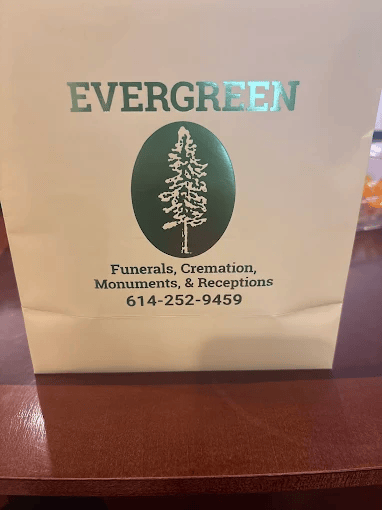 EVERGREEN
Funerals, Cremation,
Monuments, & Receptions
614-252-9459